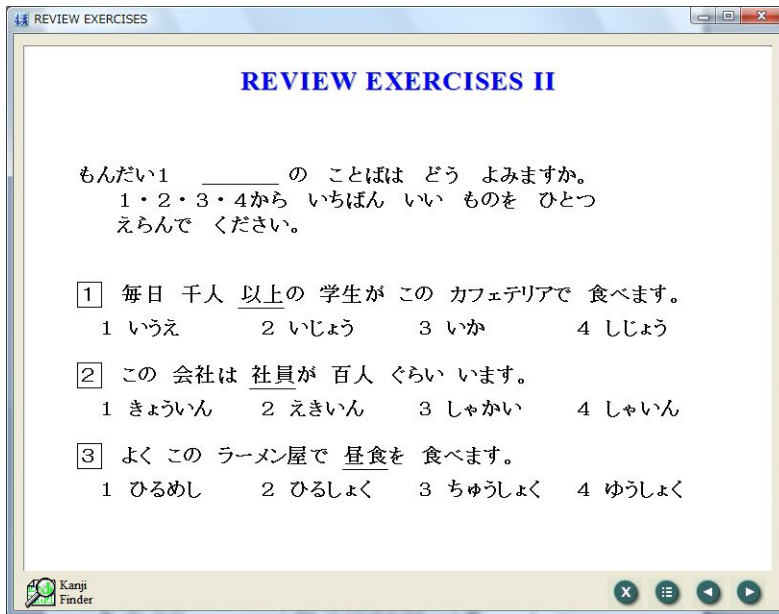 REVIEW EXERCISES
REVIEW EXERCISES II
もんだい1 ______ の ことばは どう よみますか。
1・2・3・4から いちばん いい ものを ひとつ
えらんで ください。
1 毎日 千人 以上の 学生が この カフェテリアで 食べます。
1 いうえ 2 いじょう 3 いか 4 しじょう
2 この 会社は 社員が 百人 ぐらい います。
1 きょういん 2 えきいん 3 しゃかい 4 しゃいん
3 よく この ラーメン屋で 昼食を 食べます。
1 ひるめし 2 ひるしょく 3 ちゅうしょく 4 ゆうしょく
Kanji
Finder
X